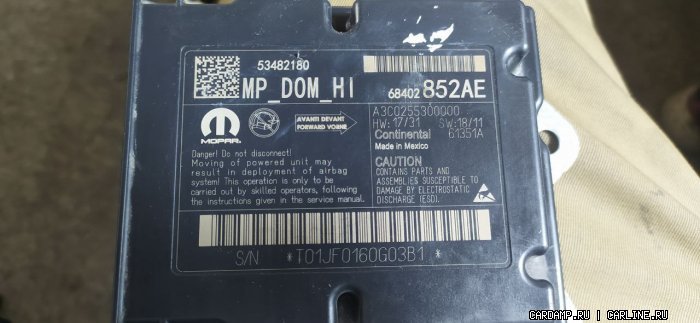 53482180
MP_DOM_HI
68402 852AE
MOPAR
AVANTI DEVANT
FORWARD VORNE
A3C0255300000
HW: 17/31 SW: 18/11
Continental 61351A
Made in Mexico
Danger! Do not disconnect!
Moving of powered unit may
result in deployment of airbag
system! This operation is only to be
carried out by skilled operators, following
the instructions given in the service manual.
CAUTION
CONTAINS PARTS AND
ASSEMBLIES SUSCEPTIBLE TO
DAMAGE BY ELECTROSTATIC
DISCHARGE (ESD).
S/N *T01JF0160G03B1*
CARDAMP.RU | CARLINE.RU